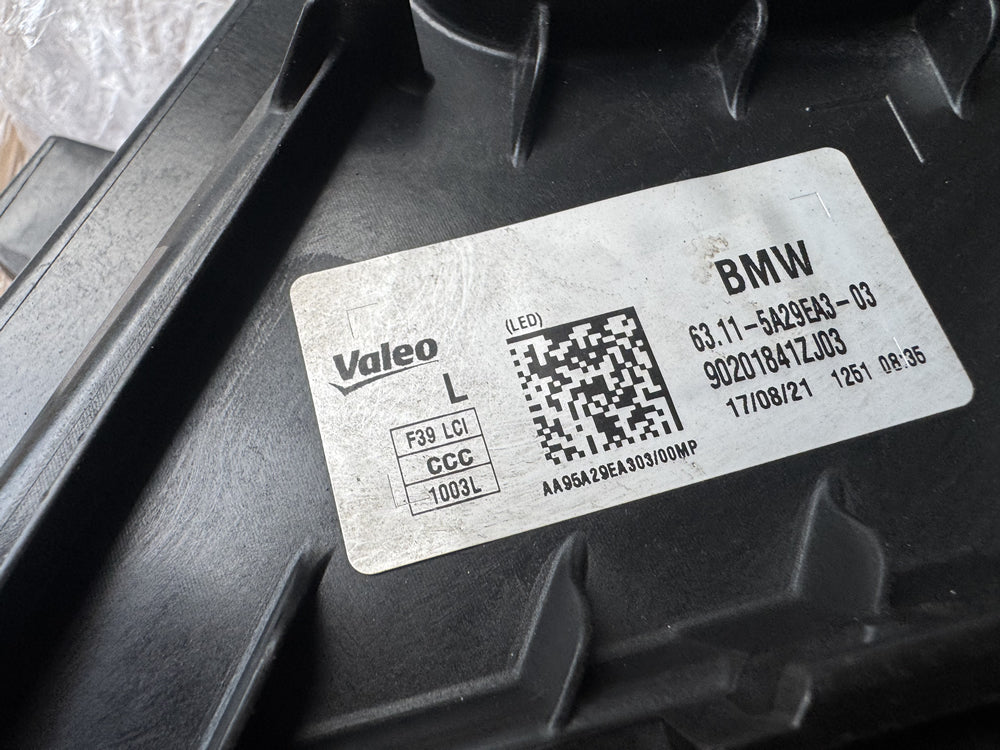 Valeo
L
F39 LCI
CCC
1003L
(LED)
AA95A29EA303/00MP
BMW
63.11-5A29EA3-03
90201841ZJ03
17/08/21 1251 08:35